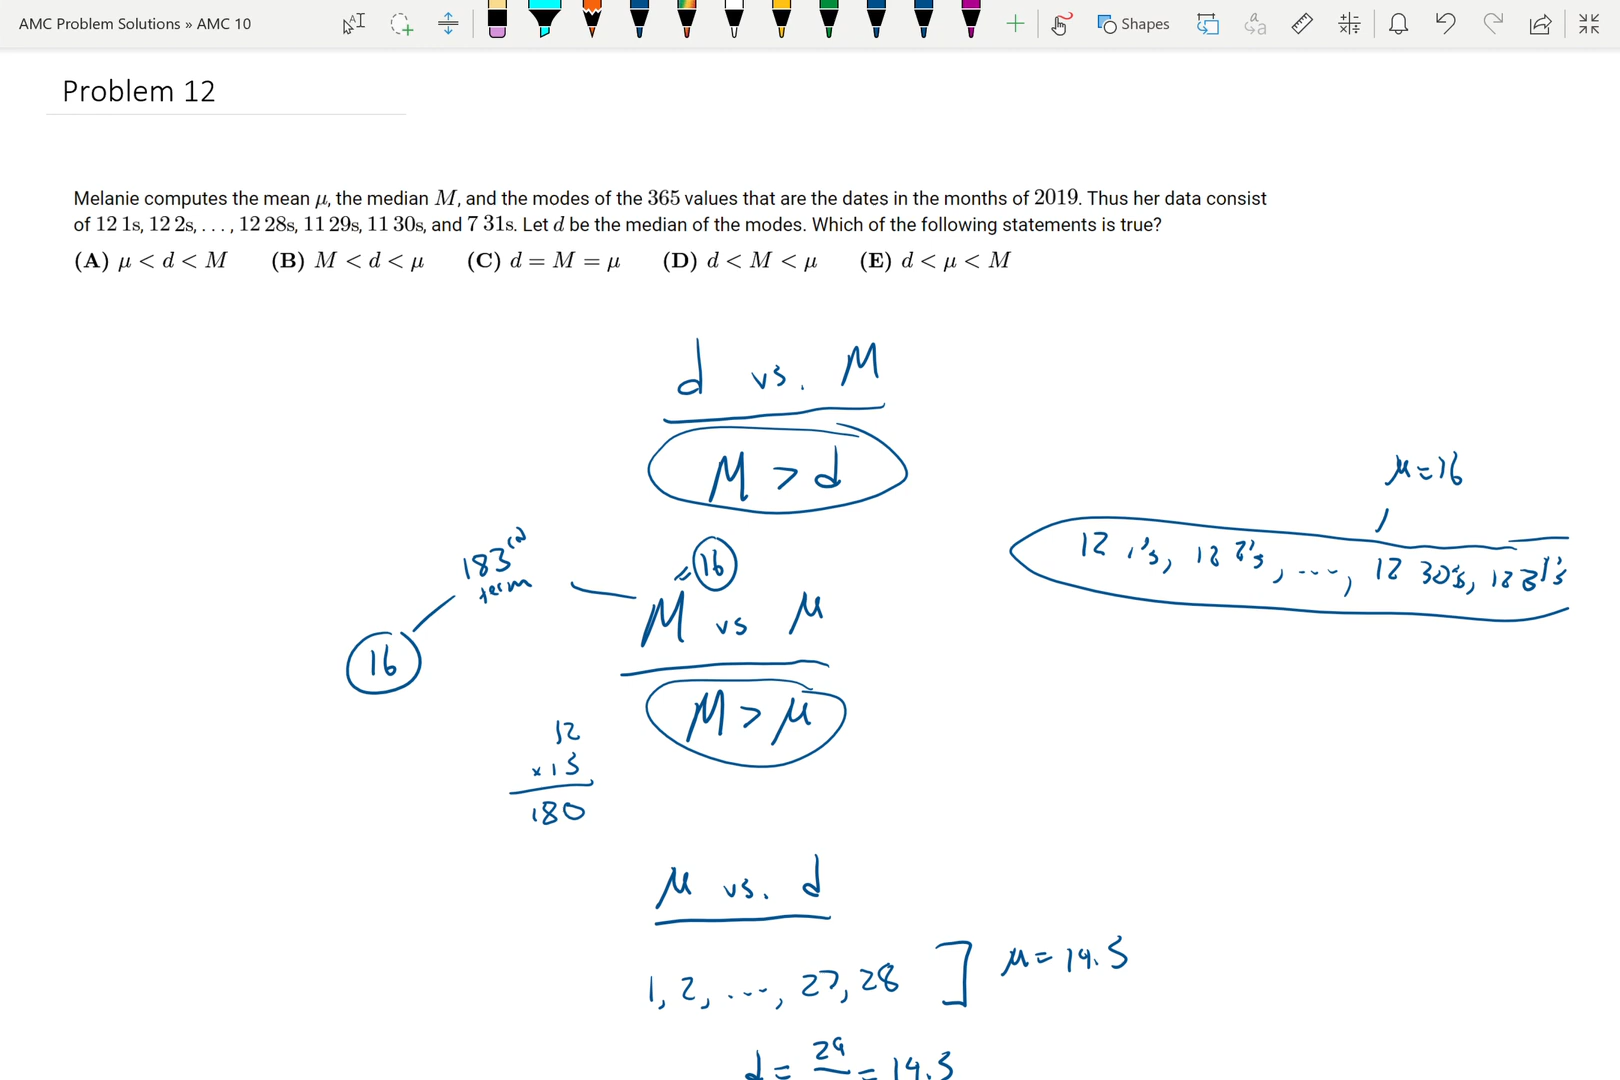 AMC Problem Solutions » AMC 10
Shapes
Problem 12
Melanie computes the mean μ, the median M, and the modes of the 365 values that are the dates in the months of 2019. Thus her data consist
of 12 1s, 12 2s, . . . , 12 28s, 11 29s, 11 30s, and 7 31s. Let d be the median of the modes. Which of the following statements is true?
(A) μ < d < M (B) M < d < μ (C) d = M = μ (D) d < M < μ (E) d < μ < M
d vs. M
M > d
μ = 16
12 1's, 12 2's, ..., 12 30's, 12 31's
183rd
term
16
= 16
M vs μ
M > μ
12
× 15
180
μ vs. d
1, 2, ..., 27, 28 ] μ = 14.5
d = 29 = 14.5